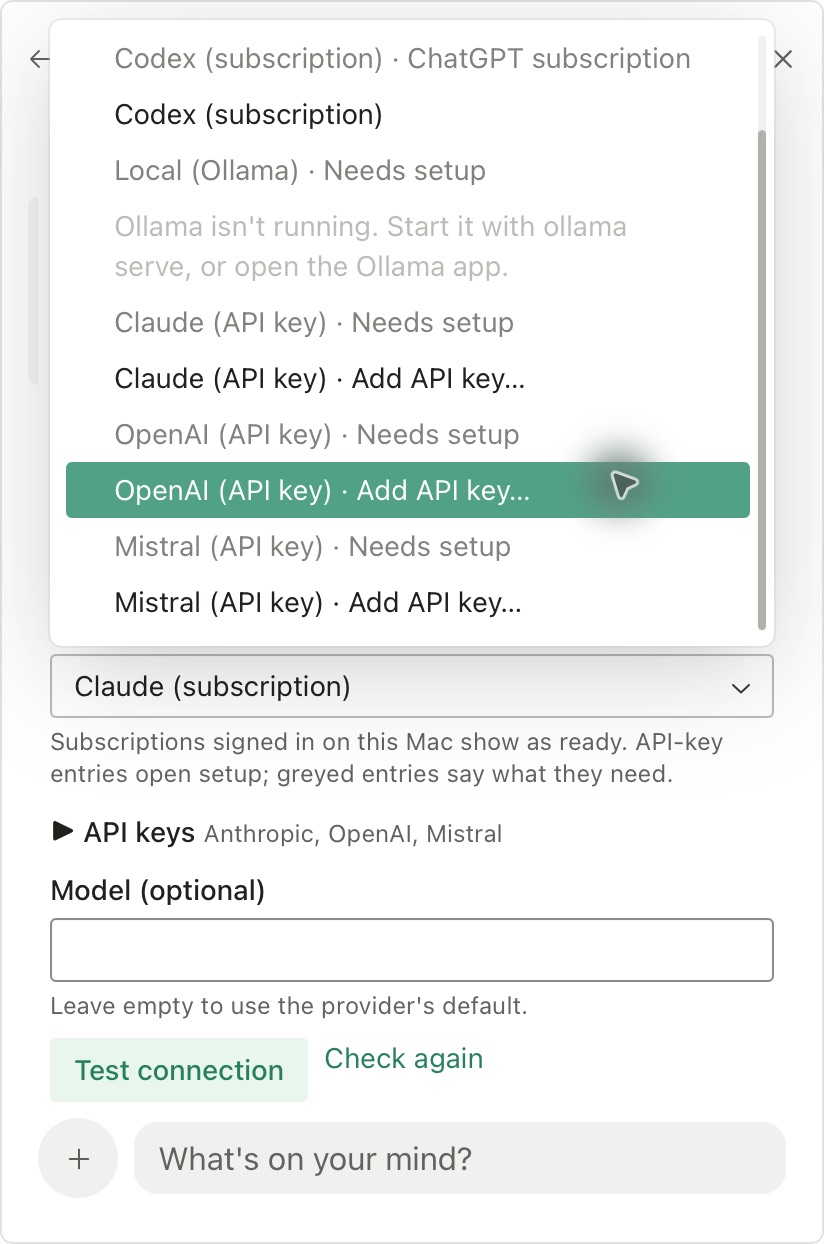 Codex (subscription) · ChatGPT subscription
Codex (subscription)
Local (Ollama) · Needs setup
Ollama isn't running. Start it with ollama
serve, or open the Ollama app.
Claude (API key) · Needs setup
Claude (API key) · Add API key...
OpenAI (API key) · Needs setup
OpenAI (API key) · Add API key...
Mistral (API key) · Needs setup
Mistral (API key) · Add API key...
Claude (subscription)
Subscriptions signed in on this Mac show as ready. API-key
entries open setup; greyed entries say what they need.
API keys Anthropic, OpenAI, Mistral
Model (optional)
Leave empty to use the provider's default.
Test connection Check again
What's on your mind?